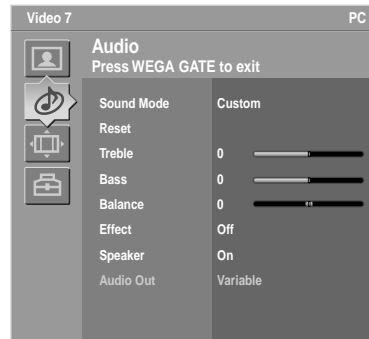 Video 7 PC
Audio
Press WEGA GATE to exit
Sound Mode Custom
Reset
Treble 0
Bass 0
Balance 0
Effect Off
Speaker On
Audio Out Variable